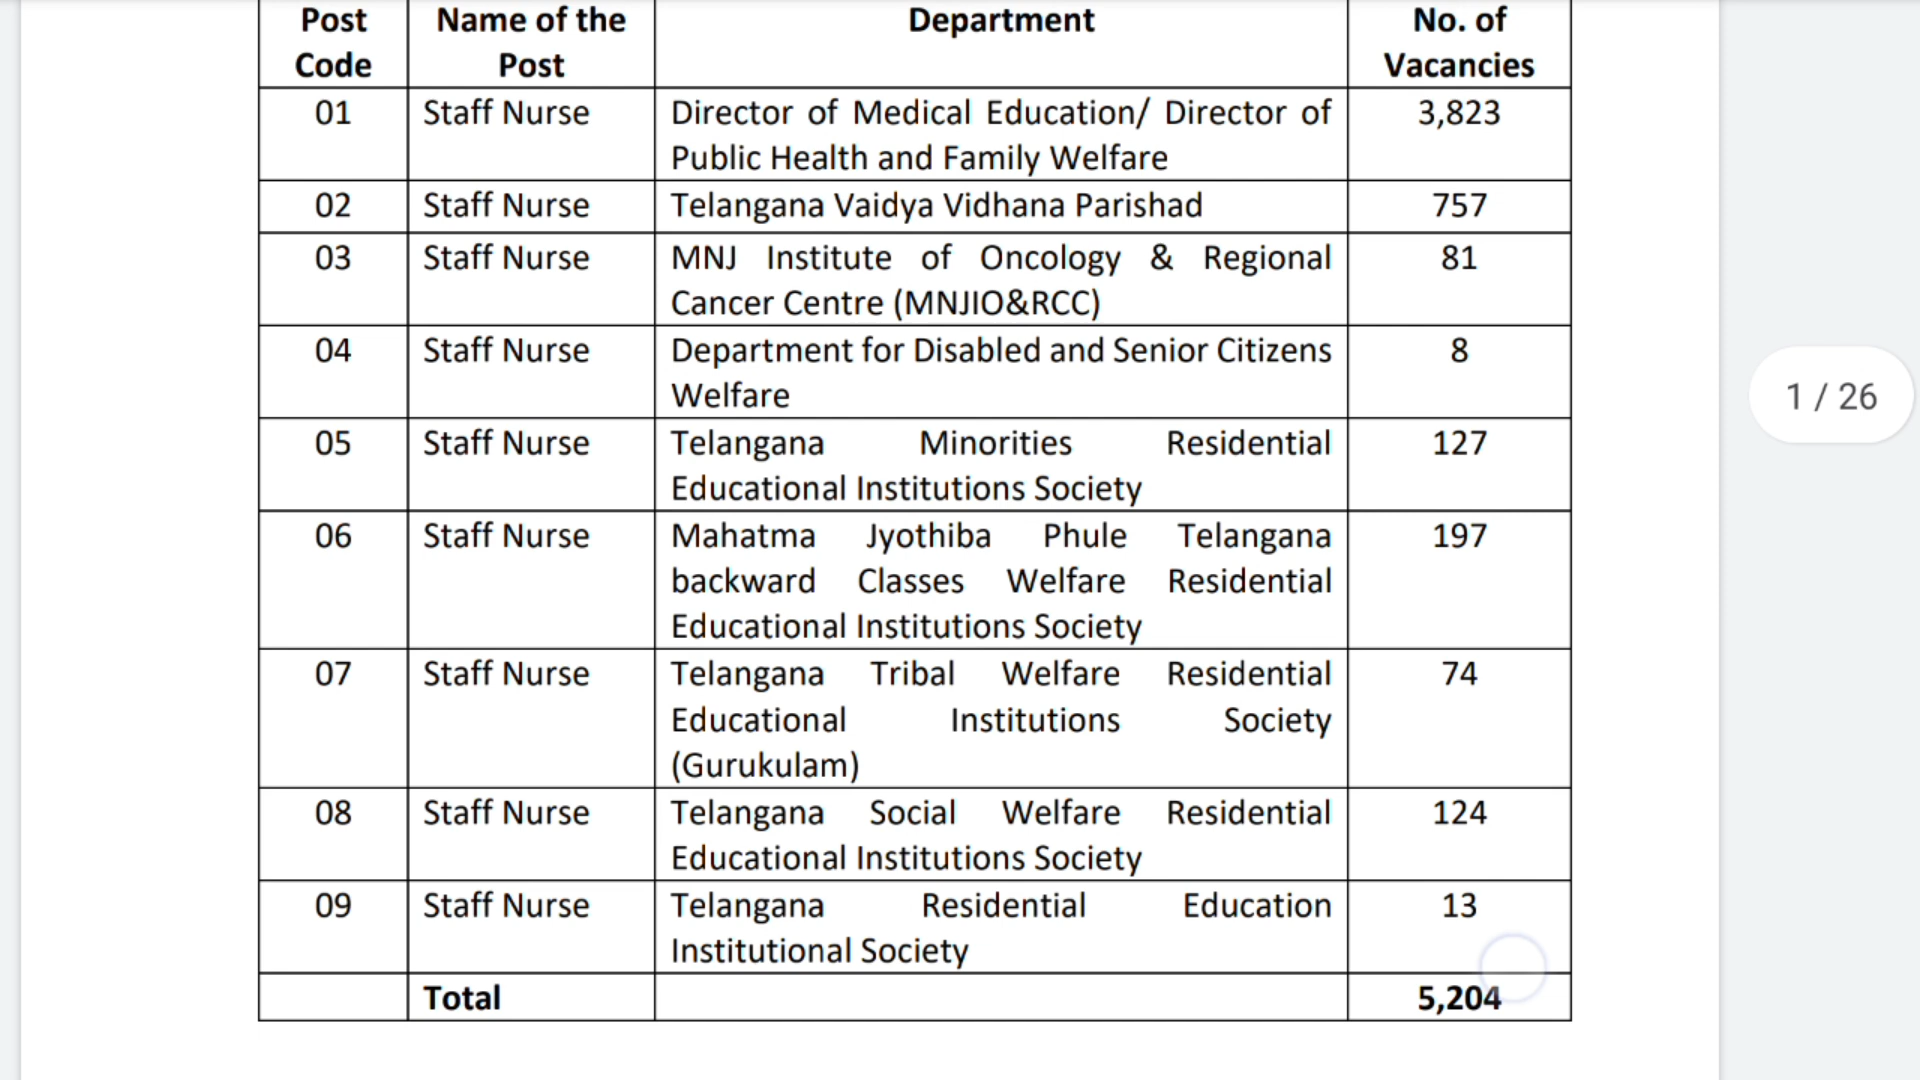 Post Code Name of the Post Department No. of Vacancies
01 Staff Nurse Director of Medical Education/ Director of
Public Health and Family Welfare 3,823
02 Staff Nurse Telangana Vaidya Vidhana Parishad 757
03 Staff Nurse MNJ Institute of Oncology & Regional
Cancer Centre (MNJIO&RCC) 81
04 Staff Nurse Department for Disabled and Senior Citizens
Welfare 8
05 Staff Nurse Telangana Minorities Residential
Educational Institutions Society 127
06 Staff Nurse Mahatma Jyothiba Phule Telangana
backward Classes Welfare Residential
Educational Institutions Society 197
07 Staff Nurse Telangana Tribal Welfare Residential
Educational Institutions Society
(Gurukulam) 74
08 Staff Nurse Telangana Social Welfare Residential
Educational Institutions Society 124
09 Staff Nurse Telangana Residential Education
Institutional Society 13
Total 5,204
1 / 26